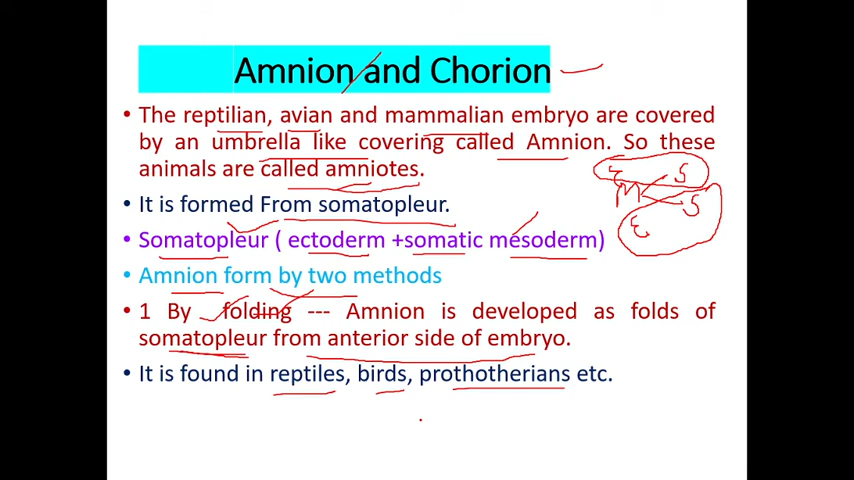 Amnion and Chorion
• The reptilian, avian and mammalian embryo are covered
by an umbrella like covering called Amnion. So these
animals are called amniotes.
• It is formed From somatopleur.
• Somatopleur ( ectoderm +somatic mesoderm)
• Amnion form by two methods
• 1 By folding --- Amnion is developed as folds of
somatopleur from anterior side of embryo.
• It is found in reptiles, birds, prothotherians etc.
S
M
S
E